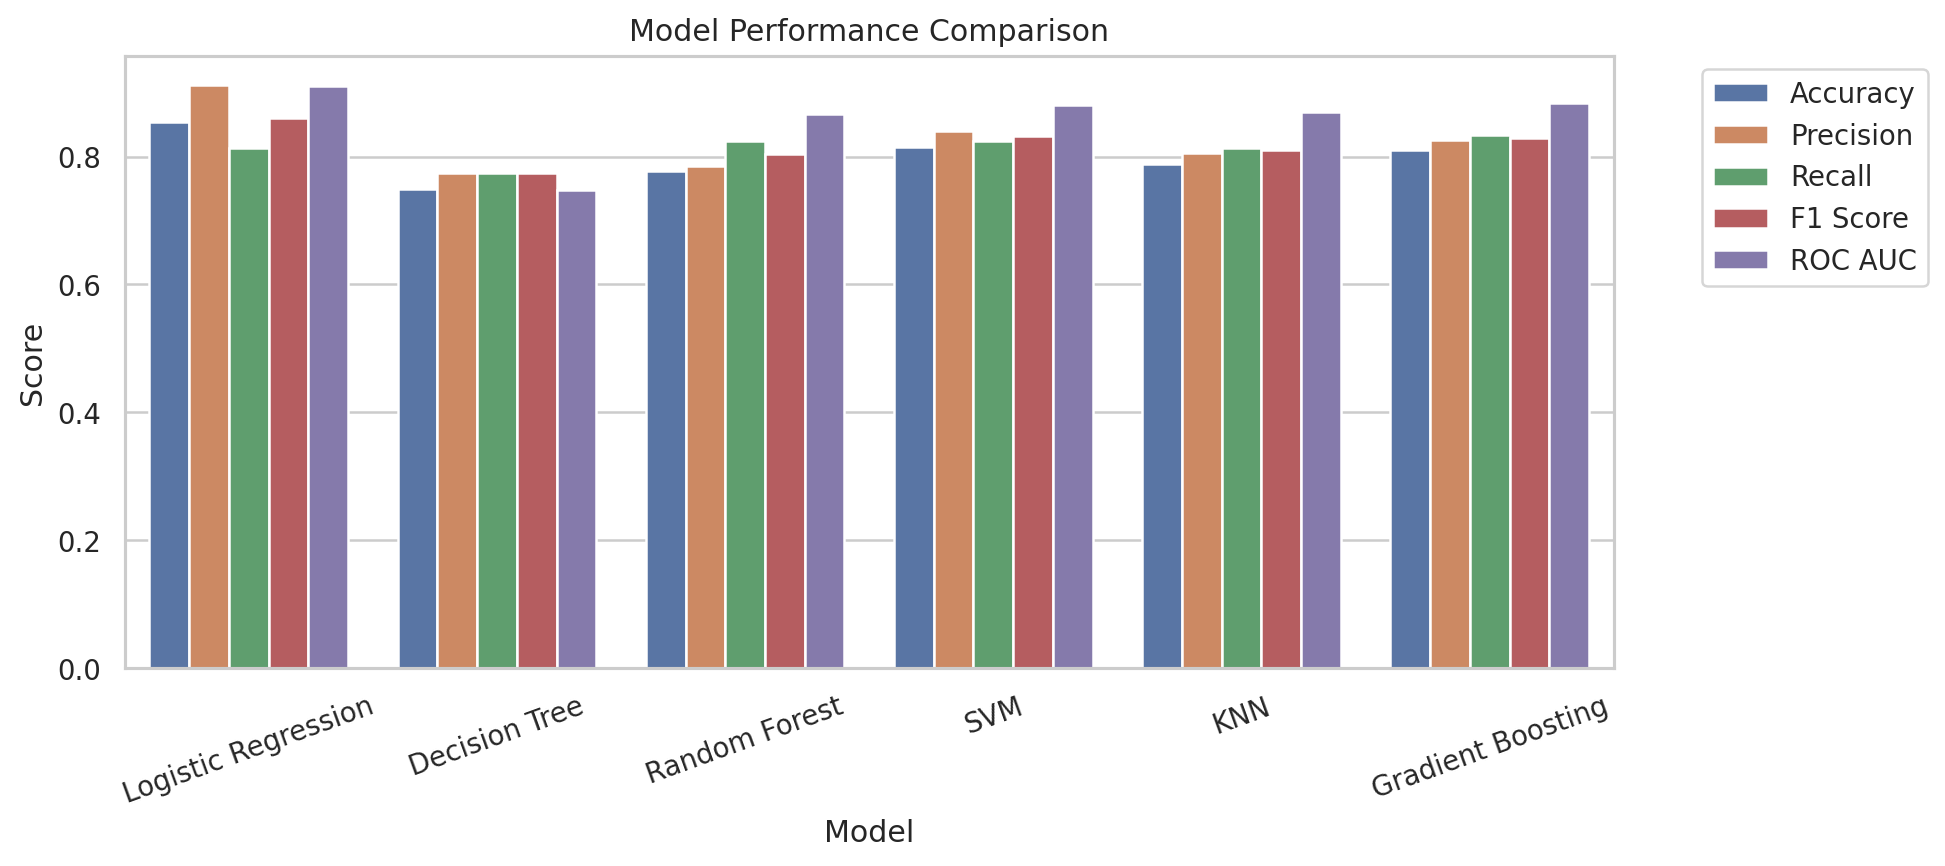 Model Performance Comparison
Accuracy
Precision
Recall
F1 Score
ROC AUC
Score
0.8
0.6
0.4
0.2
0.0
Logistic Regression
Decision Tree
Random Forest
SVM
KNN
Gradient Boosting
Model